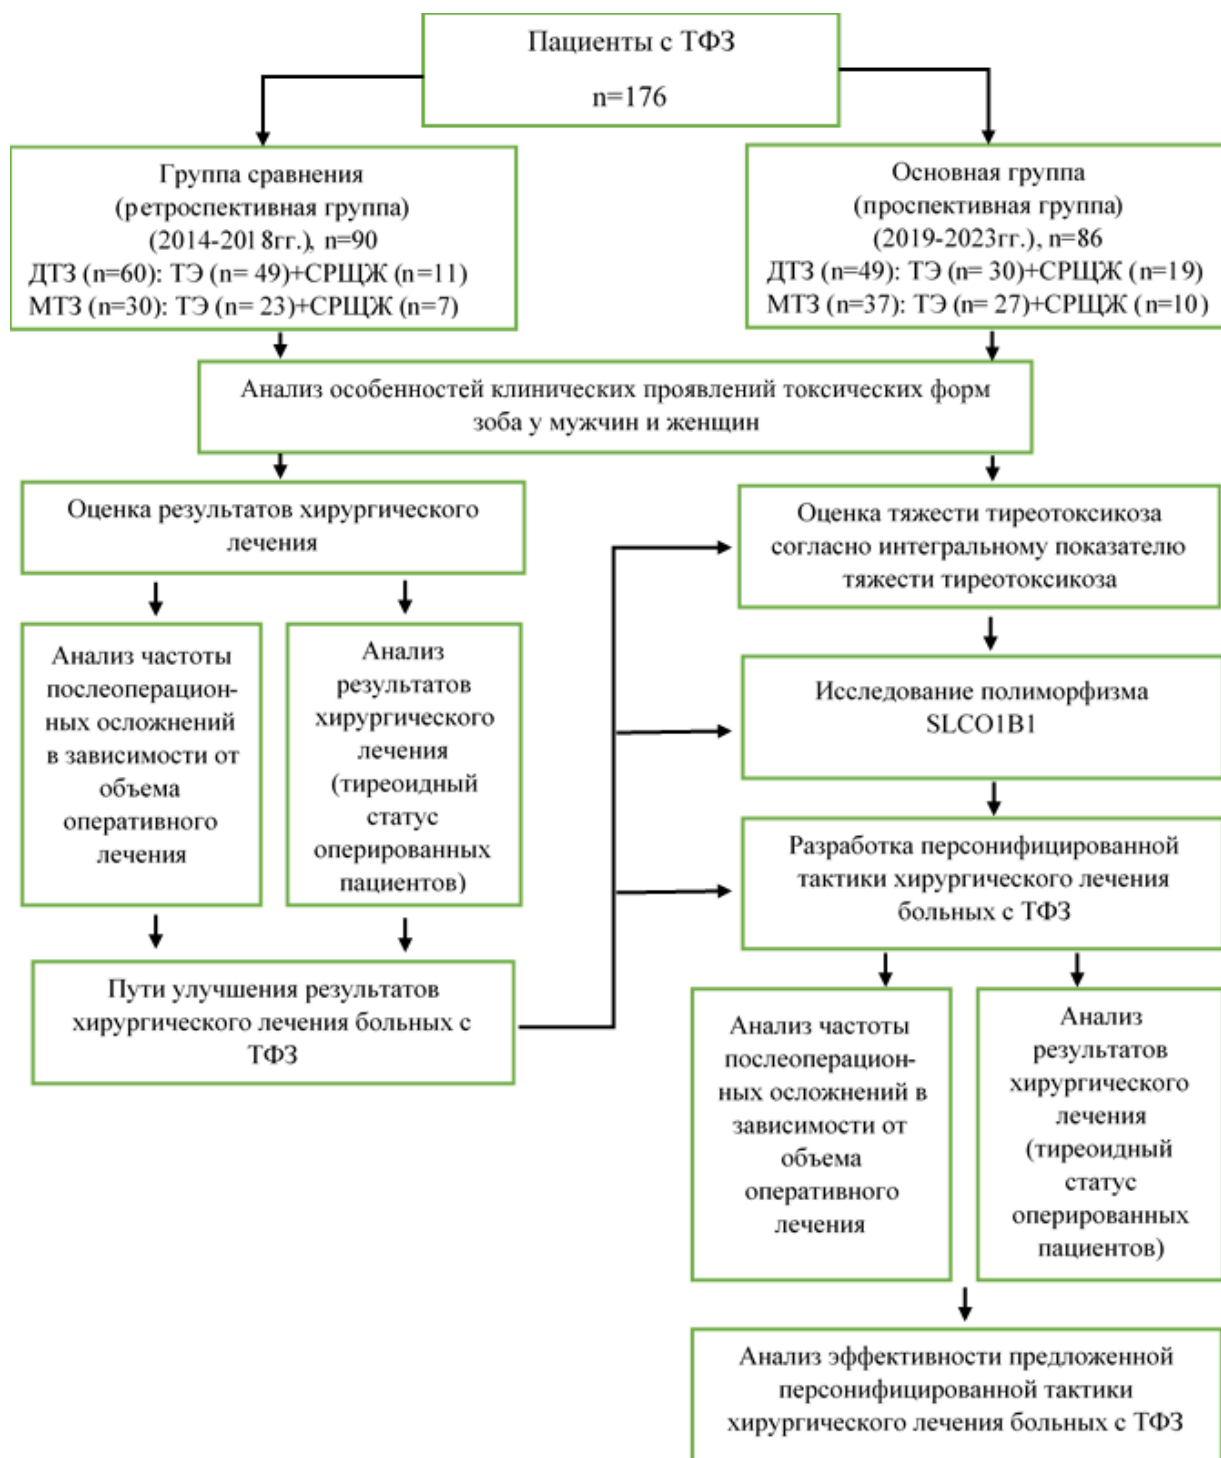 Пациенты с ТФЗ
n=176
Группа сравнения
(ретроспективная группа)
(2014-2018гг.), n=90
ДТЗ (n=60): ТЭ (n= 49)+СРЩЖ (n=11)
МТЗ (n=30): ТЭ (n= 23)+СРЩЖ (n=7)
Основная группа
(проспективная группа)
(2019-2023гг.), n=86
ДТЗ (n=49): ТЭ (n= 30)+СРЩЖ (n=19)
МТЗ (n=37): ТЭ (n= 27)+СРЩЖ (n=10)
Анализ особенностей клинических проявлений токсических форм
зоба у мужчин и женщин
Оценка результатов хирургического
лечения
Анализ частоты
послеоперацион-
ных осложнений
в зависимости от
объема
оперативного
лечения
Анализ
результатов
хирургического
лечения
(тиреоидный
статус
оперированных
пациентов)
Пути улучшения результатов
хирургического лечения больных с
ТФЗ
Оценка тяжести тиреотоксикоза
согласно интегральному показателю
тяжести тиреотоксикоза
Исследование полиморфизма
SLCO1B1
Разработка персонифицированной
тактики хирургического лечения
больных с ТФЗ
Анализ частоты
послеоперацион-
ных осложнений в
зависимости от
объема
оперативного
лечения
Анализ
результатов
хирургического
лечения
(тиреоидный
статус
оперированных
пациентов)
Анализ эффективности предложенной
персонифицированной тактики
хирургического лечения больных с ТФЗ